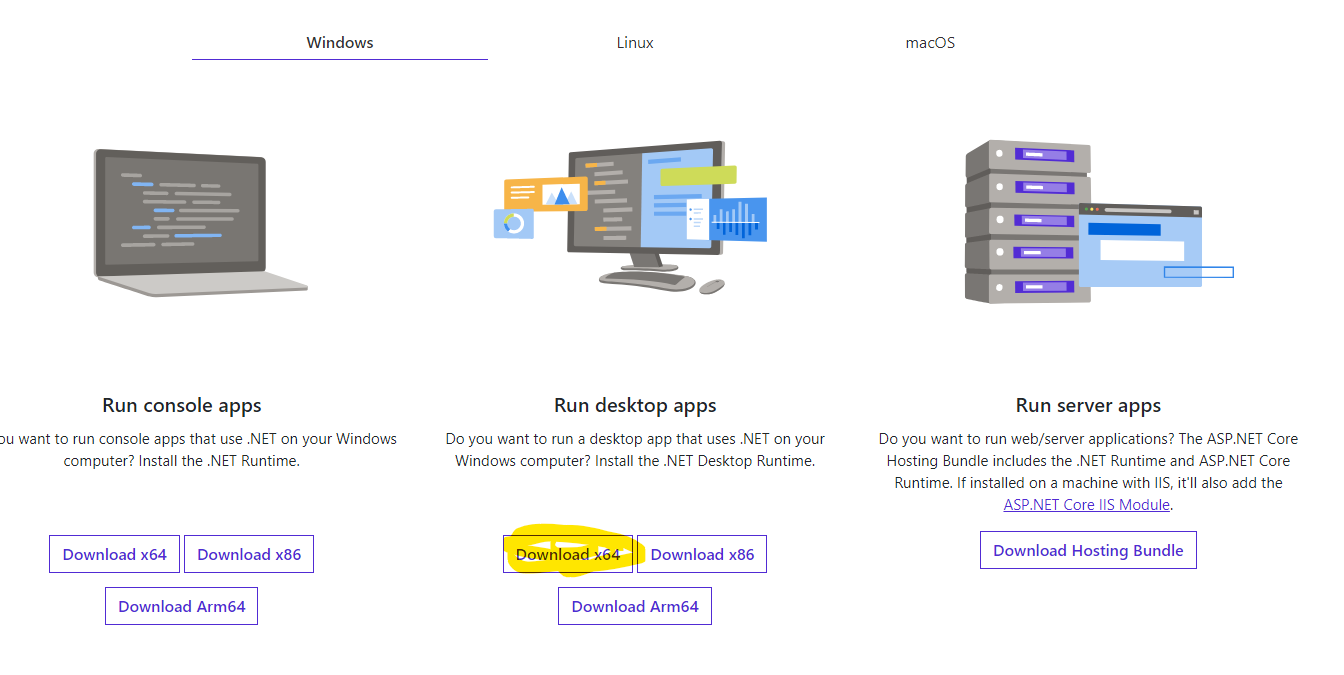 Windows
Linux
macOS
Run console apps
ou want to run console apps that use .NET on your Windows
computer? Install the .NET Runtime.
Download x64
Download x86
Download Arm64
Run desktop apps
Do you want to run a desktop app that uses .NET on your
Windows computer? Install the .NET Desktop Runtime.
Download x64
Download x86
Download Arm64
Run server apps
Do you want to run web/server applications? The ASP.NET Core
Hosting Bundle includes the .NET Runtime and ASP.NET Core
Runtime. If installed on a machine with IIS, it'll also add the
ASP.NET Core IIS Module.
Download Hosting Bundle